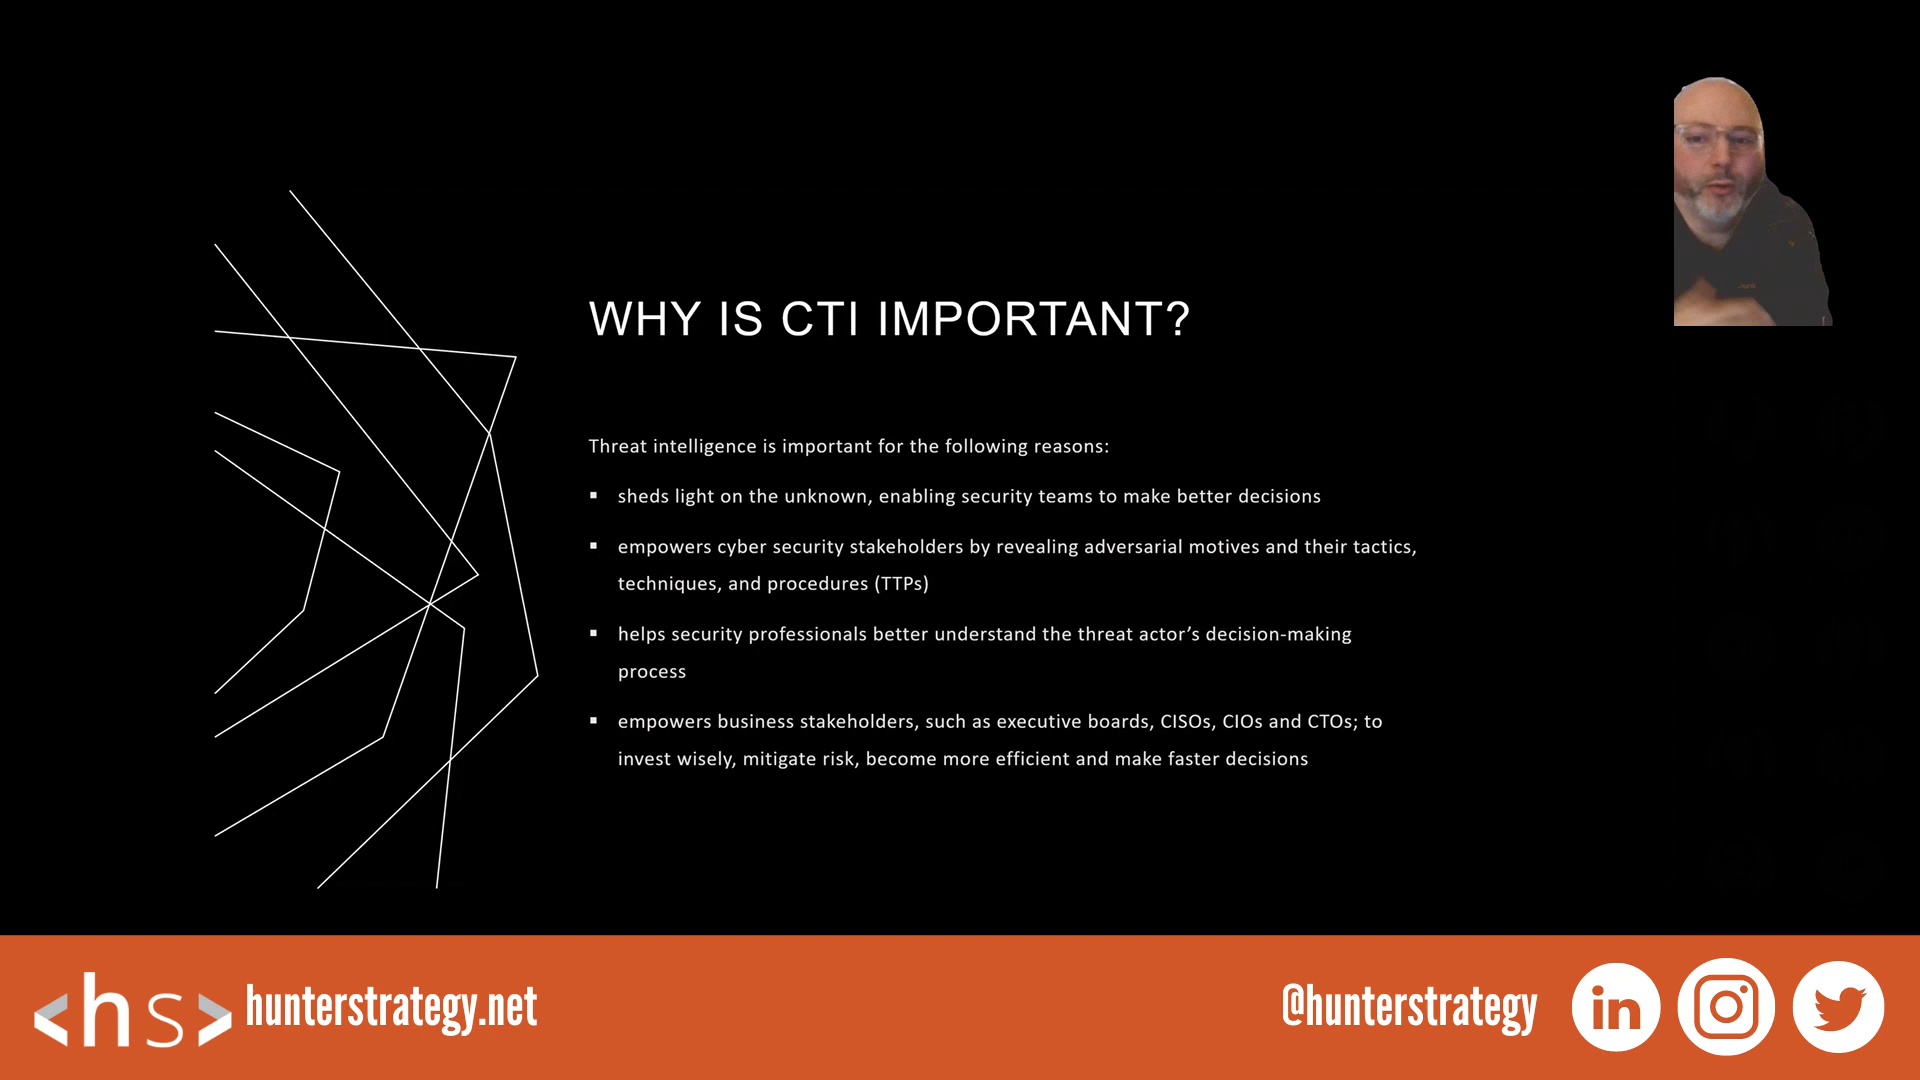 WHY IS CTI IMPORTANT?
Threat intelligence is important for the following reasons:
▪ sheds light on the unknown, enabling security teams to make better decisions
▪ empowers cyber security stakeholders by revealing adversarial motives and their tactics,
techniques, and procedures (TTPs)
▪ helps security professionals better understand the threat actor’s decision-making
process
▪ empowers business stakeholders, such as executive boards, CISOs, CIOs and CTOs; to
invest wisely, mitigate risk, become more efficient and make faster decisions
<hs> hunterstrategy.net
@hunterstrategy in